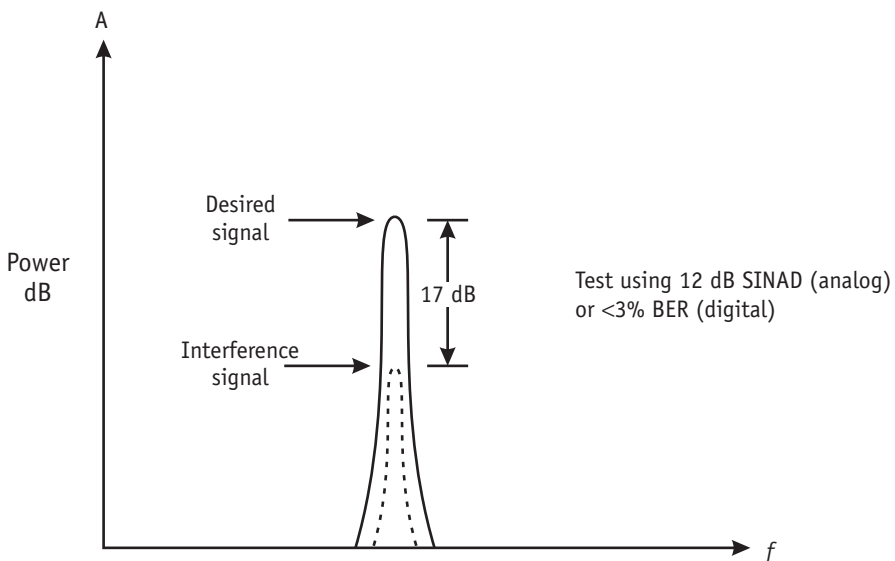 A
Power
dB
Desired
signal
17 dB
Interference
signal
Test using 12 dB SINAD (analog)
or <3% BER (digital)
f